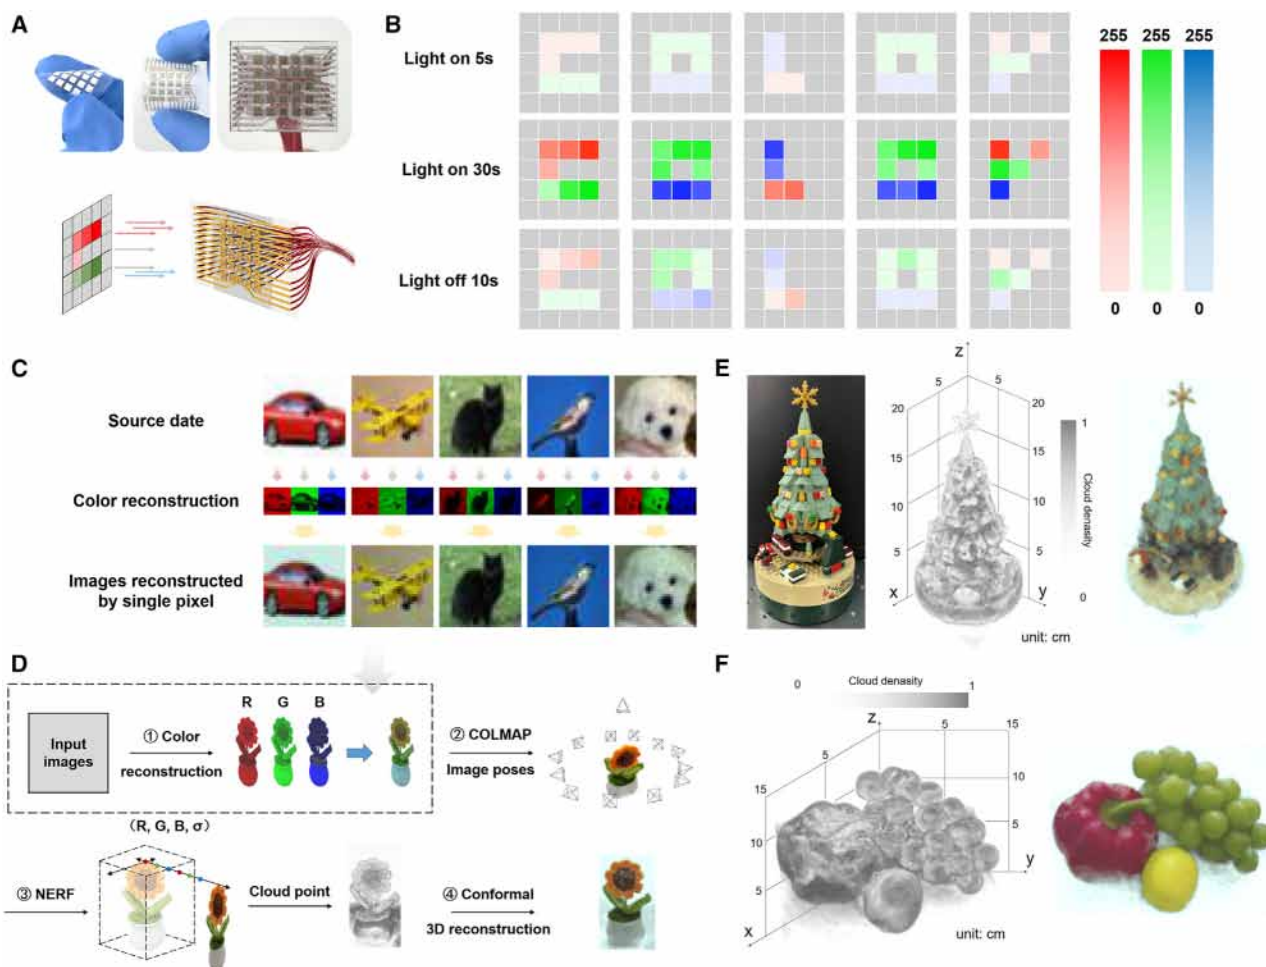 A
B
Light on 5s
Light on 30s
Light off 10s
255 255 255
0 0 0
C
Source date
Color reconstruction
Images reconstructed
by single pixel
D
Input
images
① Color
reconstruction
R G B
② COLMAP
Image poses
(R, G, B, σ)
③ NERF
Cloud point
④ Conformal
3D reconstruction
E
z
5 5
20 20
15 15
10 10
5 5
x y
unit: cm
1
Cloud denasity
0
F
0 Cloud denasity 1
z
5 15
5 10
15
10 5
5
y
x
unit: cm